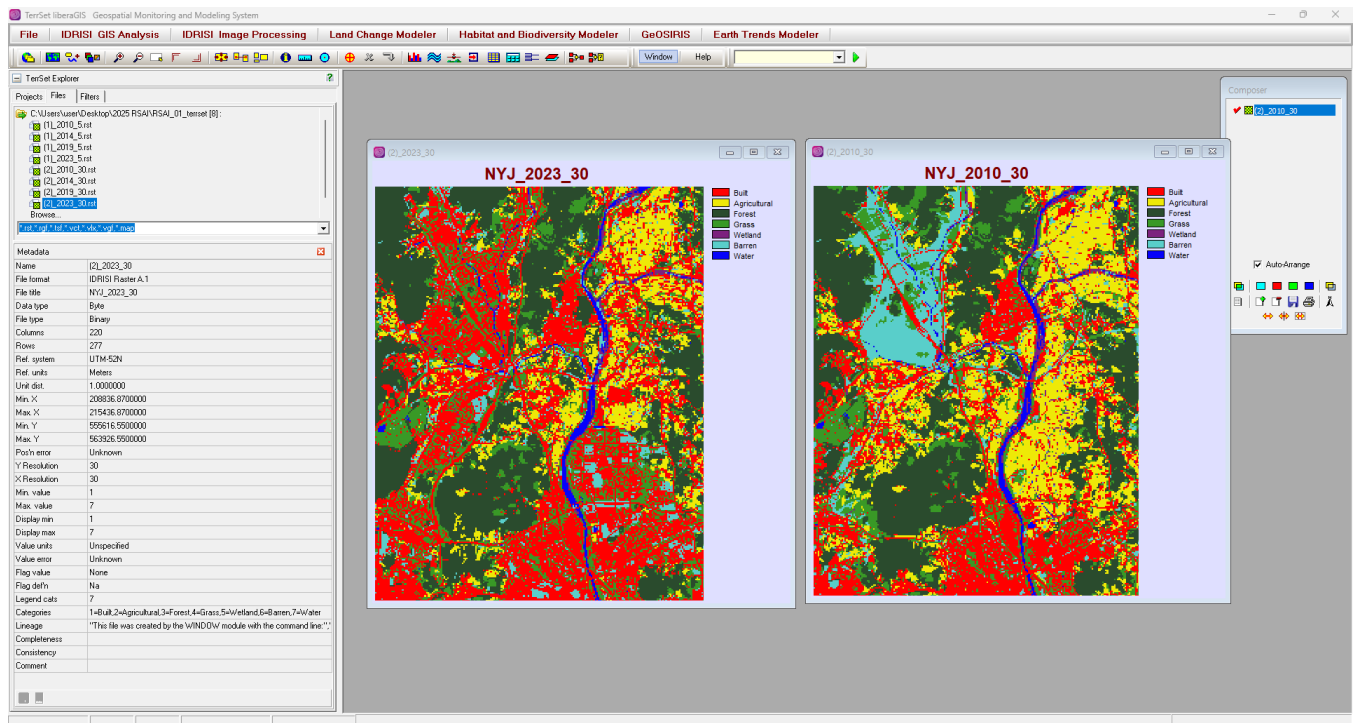 TerrSet liberaGIS   Geospatial Monitoring and Modeling System
File   IDRISI GIS Analysis   IDRISI Image Processing   Land Change Modeler   Habitat and Biodiversity Modeler   GeOSIRIS   Earth Trends Modeler
Window   Help
TerrSet Explorer
Projects   Files   Filters
C:\Users\user\Desktop\2025 RSAI\RSAI_01_terrset [8] :
(1)_2010_5.rst
(1)_2014_5.rst
(1)_2019_5.rst
(1)_2023_5.rst
(2)_2010_30.rst
(2)_2014_30.rst
(2)_2019_30.rst
(2)_2023_30.rst
Browse...
*.rst,*.rgf,*.tsf,*.vct,*.vlx,*.vgf,*.map
Metadata
Name   (2)_2023_30
File format   IDRISI Raster A.1
File title   NYJ_2023_30
Data type   Byte
File type   Binary
Columns   220
Rows   277
Ref. system   UTM-52N
Ref. units   Meters
Unit dist.   1.0000000
Min. X   208836.8700000
Max. X   215436.8700000
Min. Y   555616.5500000
Max. Y   563926.5500000
Pos'n error   Unknown
Y Resolution   30
X Resolution   30
Min. value   1
Max. value   7
Display min   1
Display max   7
Value units   Unspecified
Value error   Unknown
Flag value   None
Flag def'n   Na
Legend cats   7
Categories   1=Built,2=Agricultural,3=Forest,4=Grass,5=Wetland,6=Barren,7=Water
Lineage   "This file was created by the WINDOW module with the command line:","
Completeness
Consistency
Comment
(2)_2023_30
NYJ_2023_30
Built
Agricultural
Forest
Grass
Wetland
Barren
Water
(2)_2010_30
NYJ_2010_30
Built
Agricultural
Forest
Grass
Wetland
Barren
Water
Composer
(2)_2010_30
Auto-Arrange